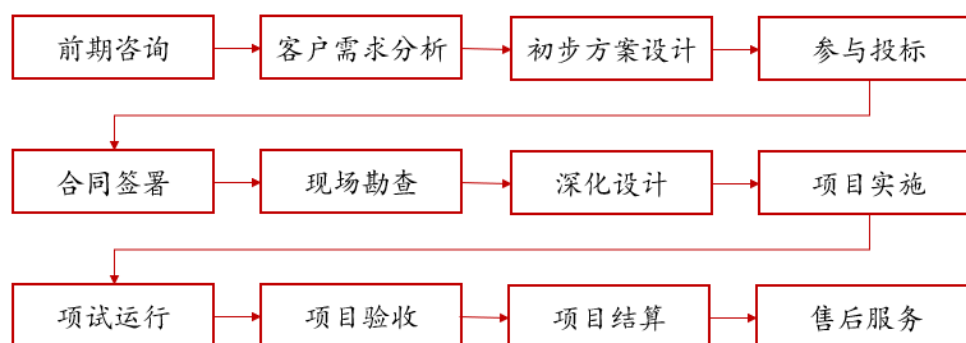 前期咨询
客户需求分析
初步方案设计
参与投标
合同签署
现场勘查
深化设计
项目实施
项试运行
项目验收
项目结算
售后服务